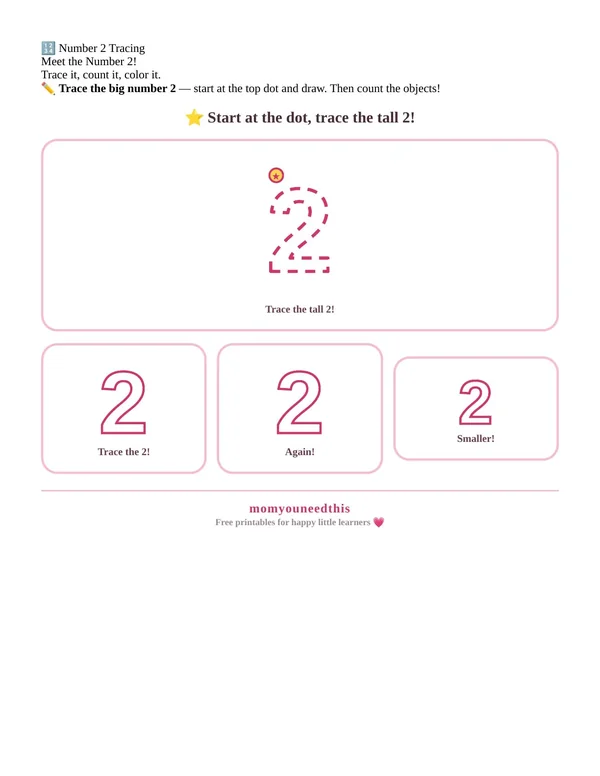 🔢 Number 2 Tracing
Meet the Number 2!
Trace it, count it, color it.
✏️ Trace the big number 2 — start at the top dot and draw. Then count the objects!
⭐ Start at the dot, trace the tall 2!
2
Trace the tall 2!
2 2 2
Trace the 2! Again! Smaller!
momyouneedthis
Free printables for happy little learners 💗